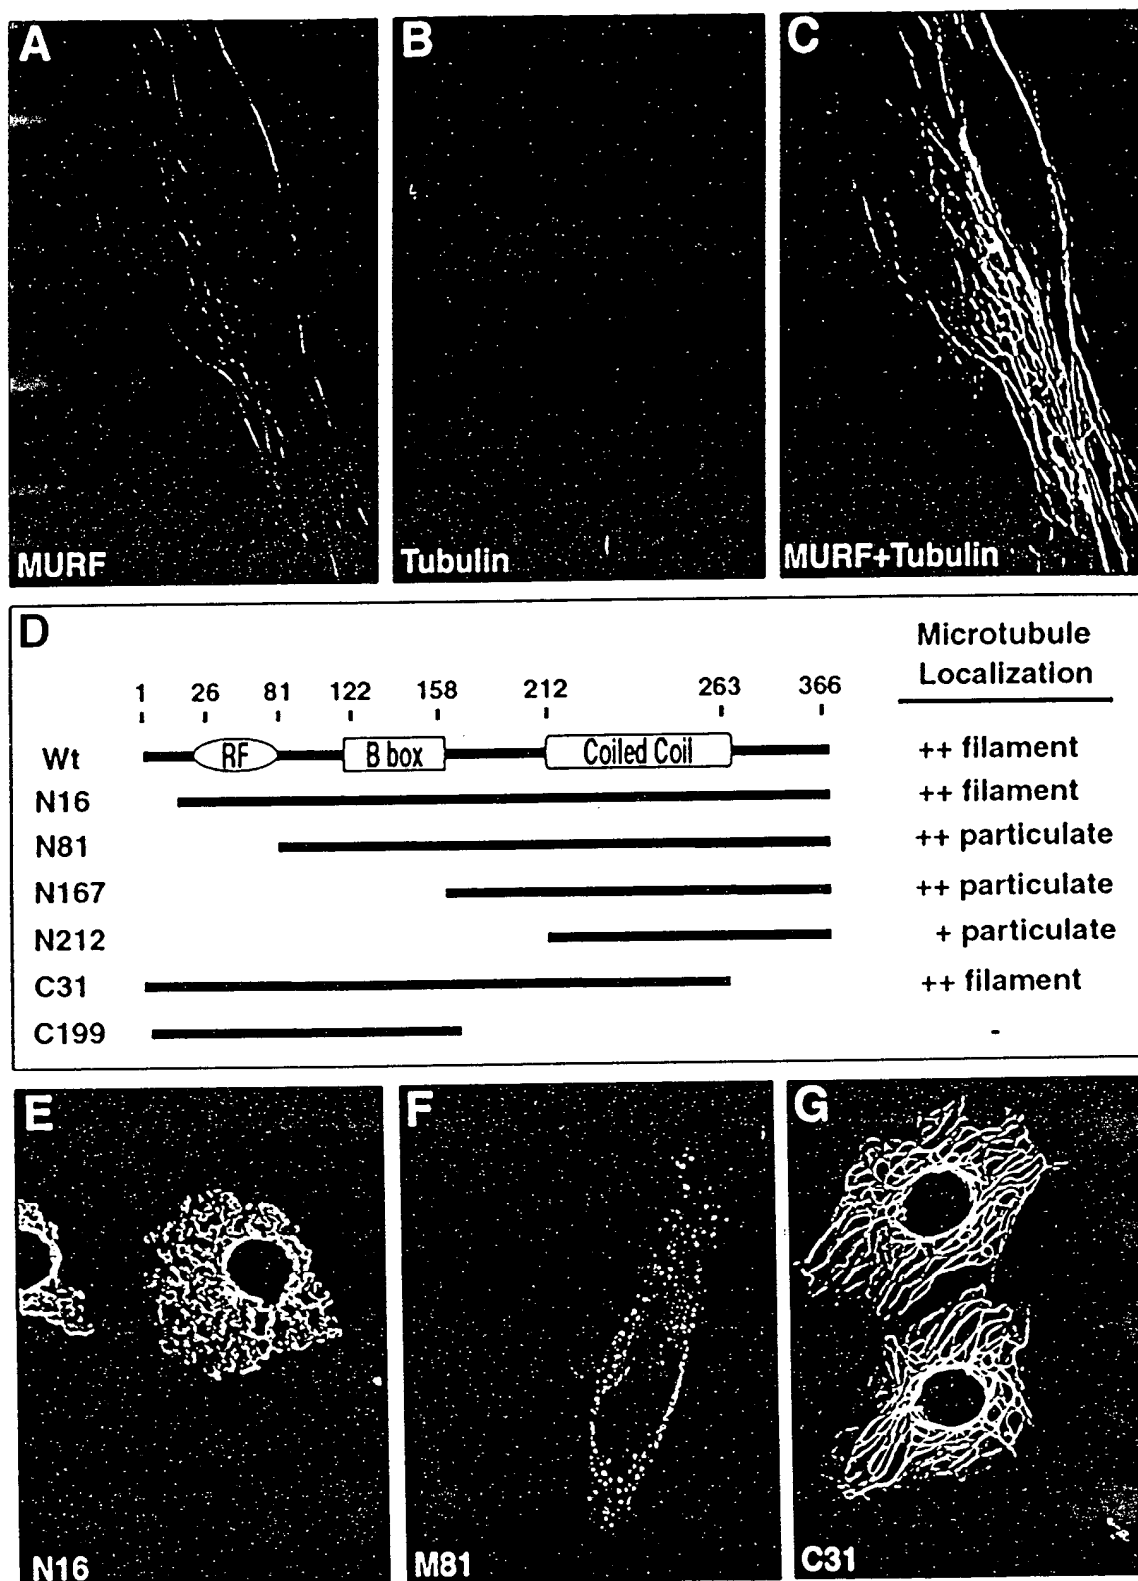 A
B
C
MURF
Tubulin
MURF+Tubulin
D
Microtubule
Localization
1 26 81 122 158 212 263 366
Wt RF B box Coiled Coil ++ filament
N16 ++ filament
N81 ++ particulate
N167 ++ particulate
N212 + particulate
C31 ++ filament
C199 -
E
F
G
N16
M81
C31